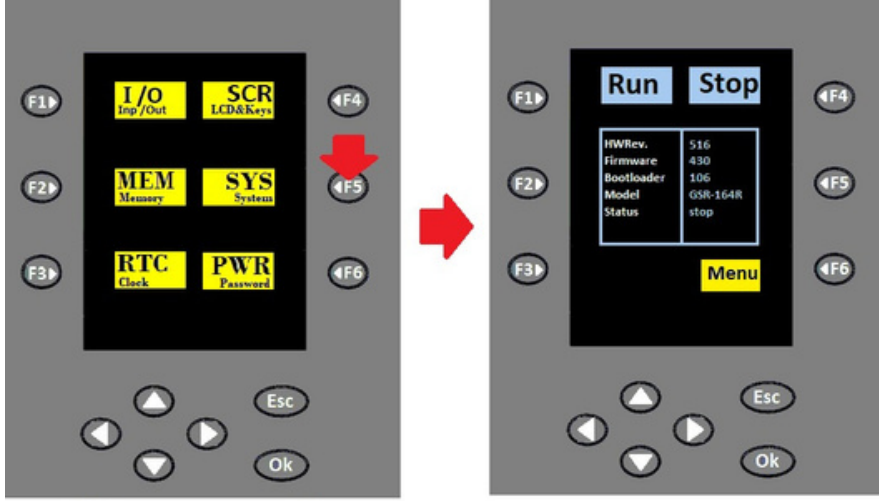 I/O SCR
Inp/Out LCD&Keys
F1 F4
MEM SYS
Memory System
F2 F5
RTC PWR
Clock Password
F3 F6
Esc
Ok
Run Stop
F1 F4
HWRev. 516
Firmware 430
Bootloader 106
Model GSR-164R
Status stop
F2 F5
Menu
F3 F6
Esc
Ok